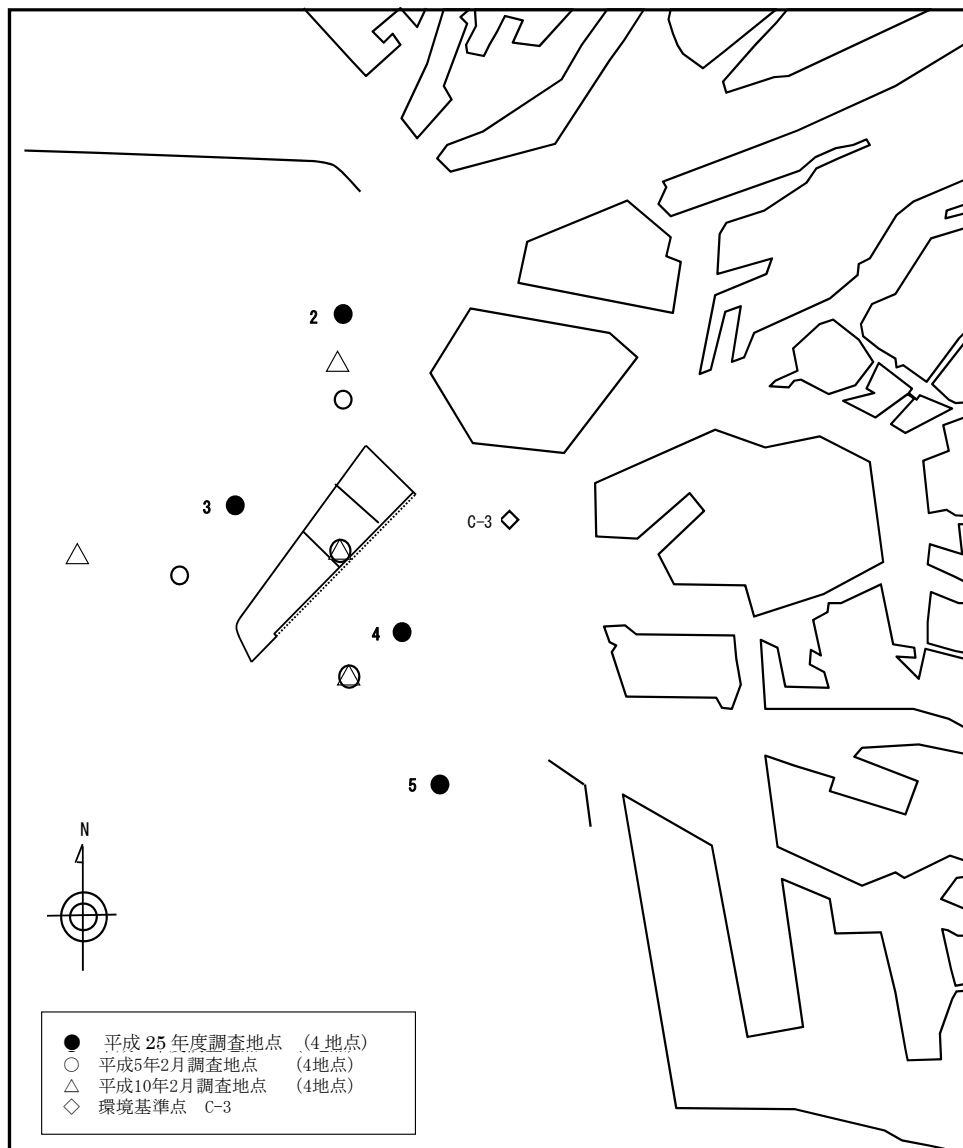 2
3
C-3
4
5
N
● 平成 25 年度調査地点 (4 地点)
○ 平成5年2月調査地点 (4地点)
△ 平成10年2月調査地点 (4地点)
◇ 環境基準点 C-3